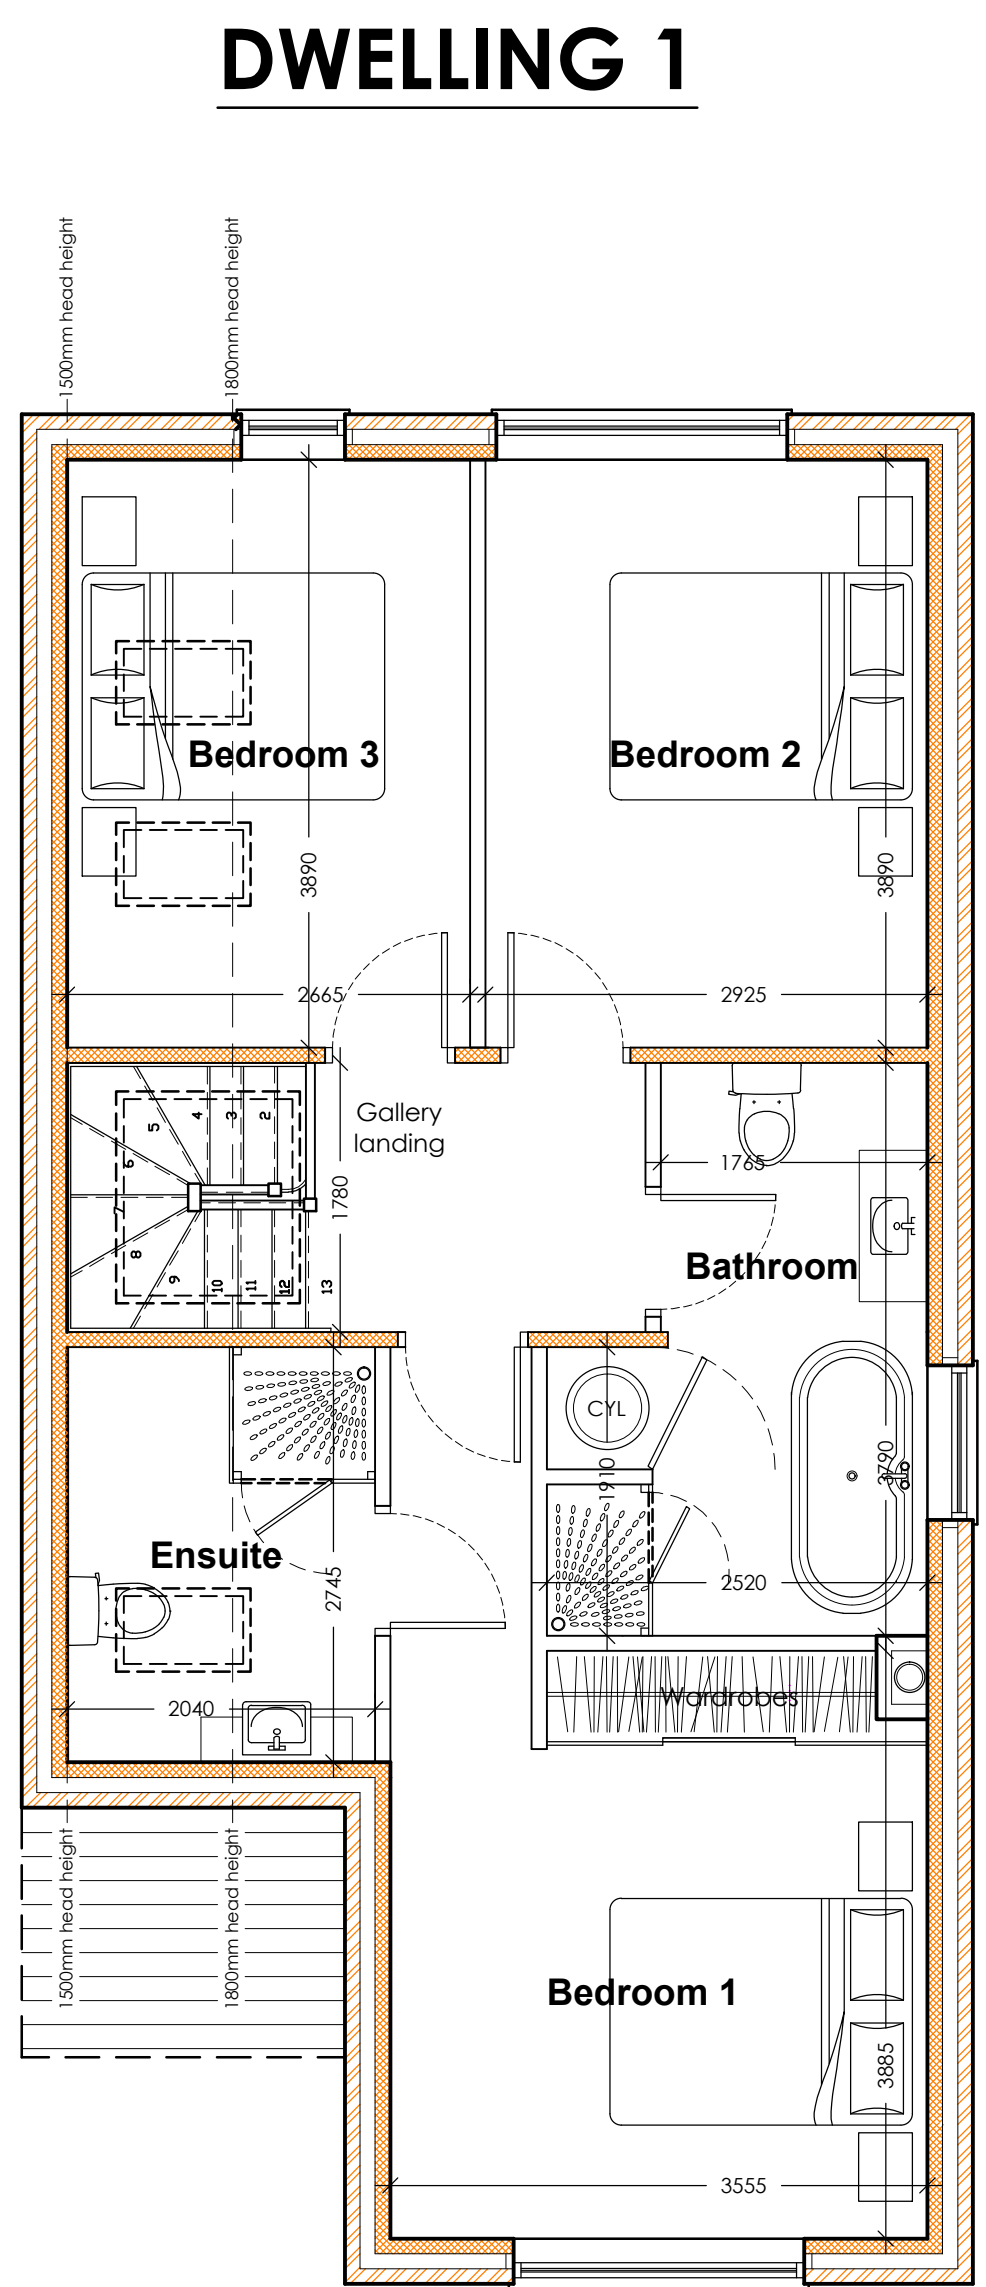 DWELLING 1
1500mm head height
1800mm head height
Bedroom 3
Bedroom 2
3890
3890
2665
2925
Gallery
landing
1780
2
3
4
5
6
7
8
9
10
11
12
13
1765
Bathroom
CYL
1910
3790
2520
Ensuite
2745
2040
Wardrobes
1500mm head height
1800mm head height
Bedroom 1
3885
3555